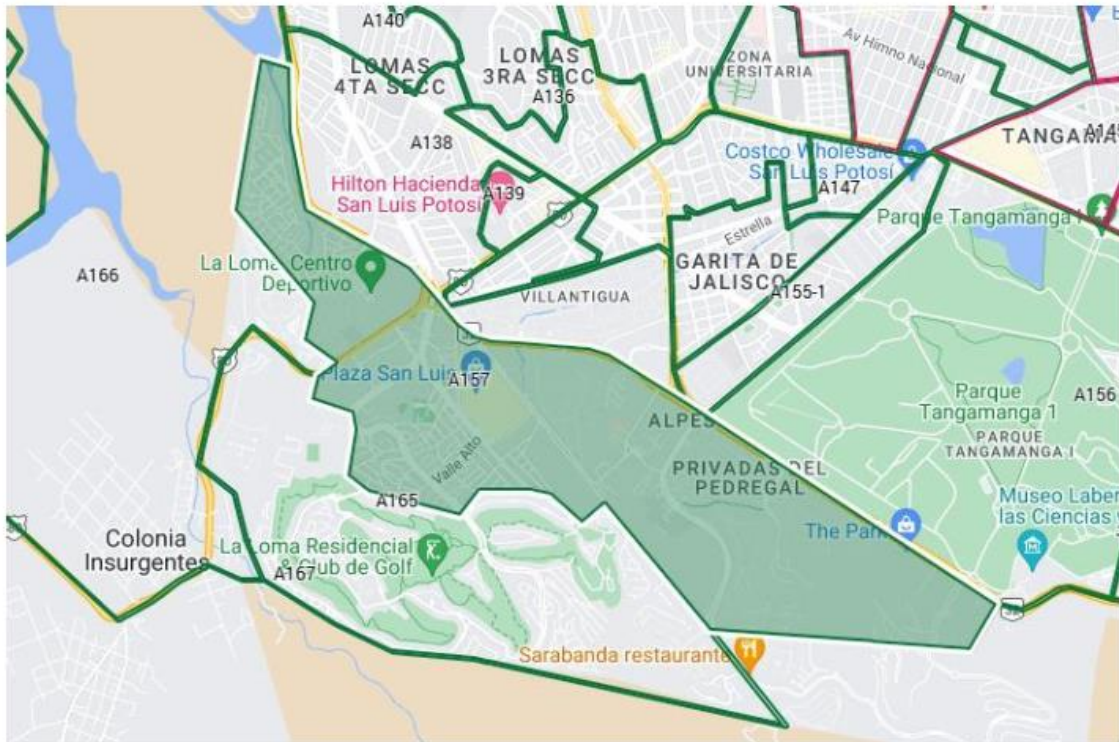 A140
LOMAS
4TA SECC
LOMAS
3RA SECC
A136
ZONA
UNIVERSITARIA
Av Himno Nacional
A138
Hilton Hacienda
San Luis Potosí
A139
Costco Wholesale
San Luis Potosí
A147
TANGAMA
Parque Tangamanga 1
Estrella
A166
La Loma Centro
Deportivo
VILLANTIGUA
GARITA DE
JALISCO
A155-1
Plaza San Luis
A157
Parque
Tangamanga 1
A156
PARQUE
TANGAMANGA I
ALPES
Valle Alto
PRIVADAS DEL
PEDREGAL
A165
The Park
Museo Laber
las Ciencias
Colonia
Insurgentes
La Loma Residencial
& Club de Golf
A167
Sarabanda restaurante